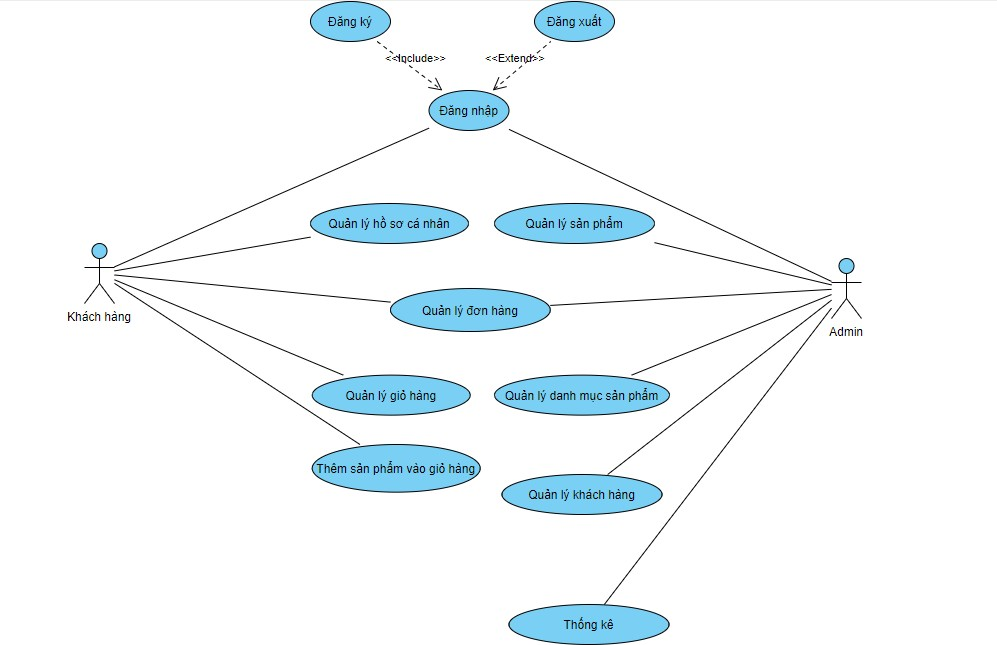 Đăng ký
Đăng xuất
<<Include>>
<<Extend>>
Đăng nhập
Quản lý hồ sơ cá nhân
Quản lý sản phẩm
Khách hàng
Quản lý đơn hàng
Admin
Quản lý giỏ hàng
Quản lý danh mục sản phẩm
Thêm sản phẩm vào giỏ hàng
Quản lý khách hàng
Thống kê